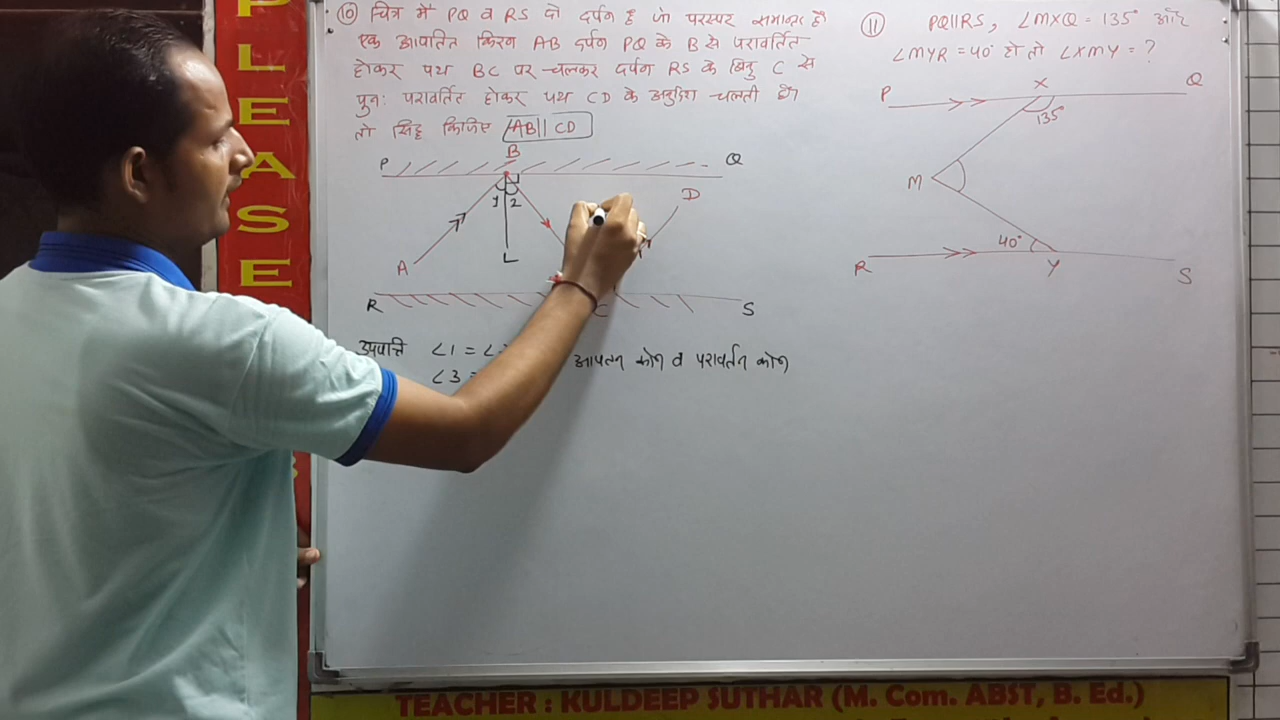 PLEASE
⑩ चित्र में PQ व RS दो दर्पण है जो परस्पर समान्तर है
एक आपतित किरण AB दर्पण PQ के B से परावर्तित
होकर पथ BC पर चलकर दर्पण RS के बिंदु C से
पुनः परावर्तित होकर पथ CD के अनुदिश चलती है
तो सिद्ध किजिए AB || CD
P B Q
1 2
D
A L
R C S
उपपत्ति ∠1 = ∠ आपतन कोण व परावर्तन कोण
∠3 =
⑪ PQ||RS, ∠MXQ = 135° और
∠MYR = 40° हो तो ∠XMY = ?
P X Q
135°
M
40°
R Y S
TEACHER : KULDEEP SUTHAR (M. Com. ABST, B. Ed.)